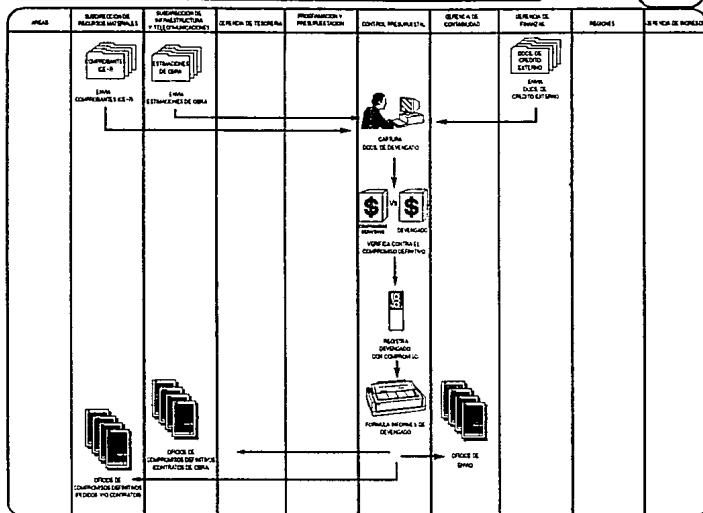 AREAS
SUBDIRECCION DE
RECURSOS MATERIALES
SUBDIRECCION DE
INFRAESTRUCTURA
Y TELECOMUNICACIONES
GERENCIA DE TESORERIA
PROGRAMACION Y
PRESUPUESTACION
CONTROL PRESUPUESTAL
GERENCIA DE
CONTABILIDAD
GERENCIA DE
FINANZAS
REGIONES
GERENCIA DE INGRESO
COMPROBANTES
ENVIA
COMPROBANTES
ESTIMACIONES
DE OBRA
ENVIA
ESTIMACIONES DE OBRA
DOCS. DE
CREDITO
EXTERNO
ENVIA
DOCS. DE
CREDITO EXTERNO
CAPTURA
DOCS. DE DEVENGADO
$ Vs $
DEVENGADO
VERIFICA CONTRA EL
COMPROMISO DEFINITIVO
REGISTRA
DEVENGADO
CON COMPROMISO
FORMULA INFORMES DE
DEVENGADO
OFICIOS DE
COMPROMISOS DEFINITIVOS
(CONTRATOS DE OBRA)
OFICIOS DE
ENVIO
OFICIOS DE
COMPROMISOS DEFINITIVOS
(PEDIDOS Y/O CONTRATOS)